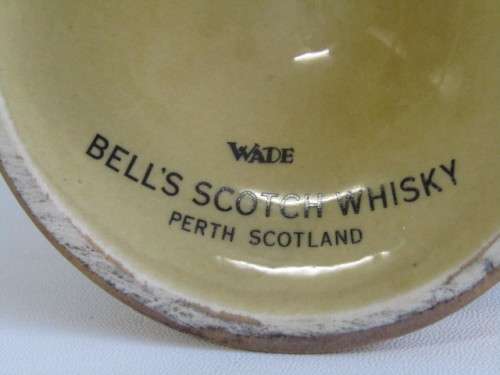 WADE
BELL'S SCOTCH WHISKY
PERTH SCOTLAND